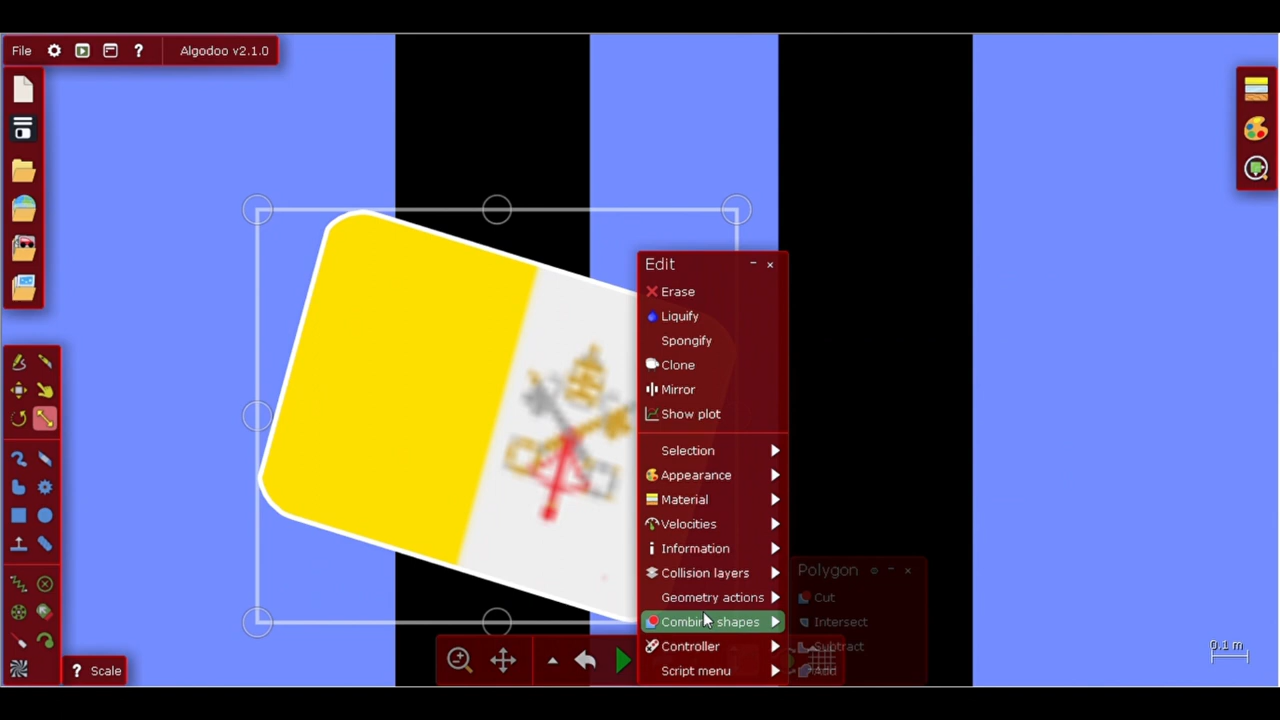 File
? Algodoo v2.1.0
Edit
Erase
Liquify
Spongify
Clone
Mirror
Show plot
Selection
Appearance
Material
Velocities
Information
Collision layers
Polygon
Geometry actions
Cut
Combine shapes
Intersect
Controller
Subtract
Script menu
Add
? Scale
0.1 m